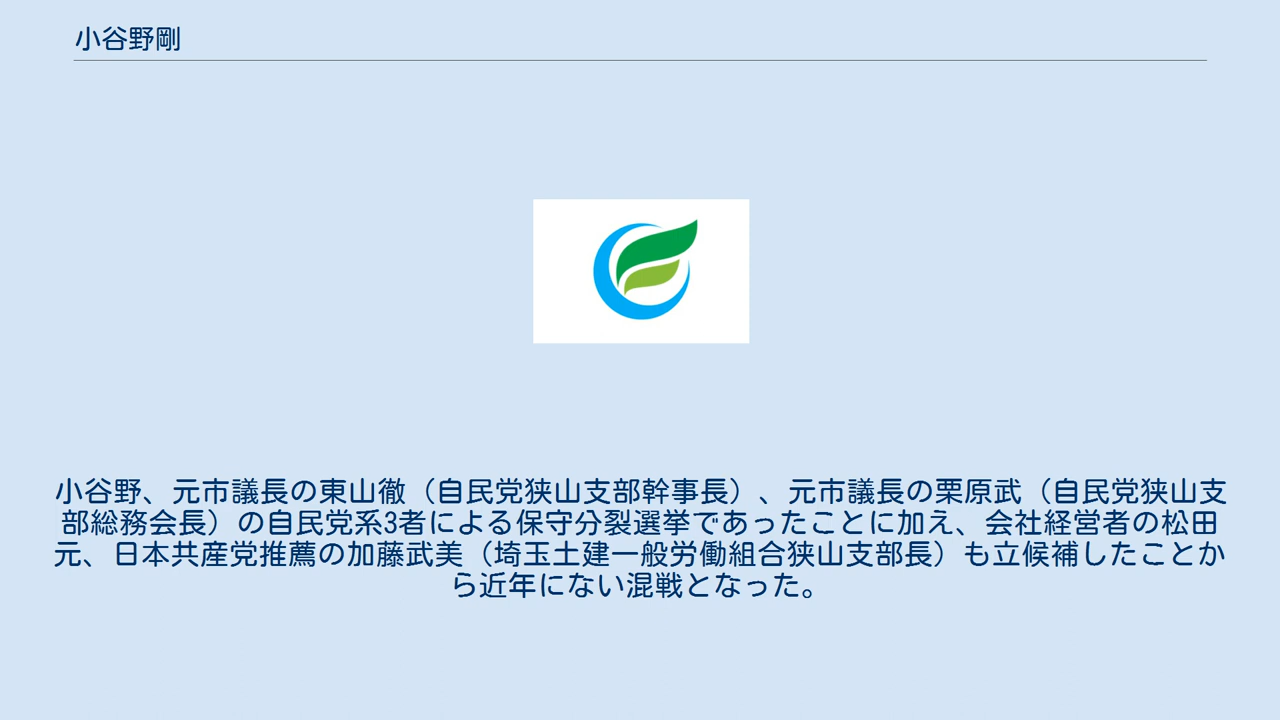 小谷野剛
小谷野、元市議長の東山徹（自民党狭山支部幹事長）、元市議長の栗原武（自民党狭山支
部総務会長）の自民党系3者による保守分裂選挙であったことに加え、会社経営者の松田
元、日本共産党推薦の加藤武美（埼玉土建一般労働組合狭山支部長）も立候補したことか
ら近年にない混戦となった。